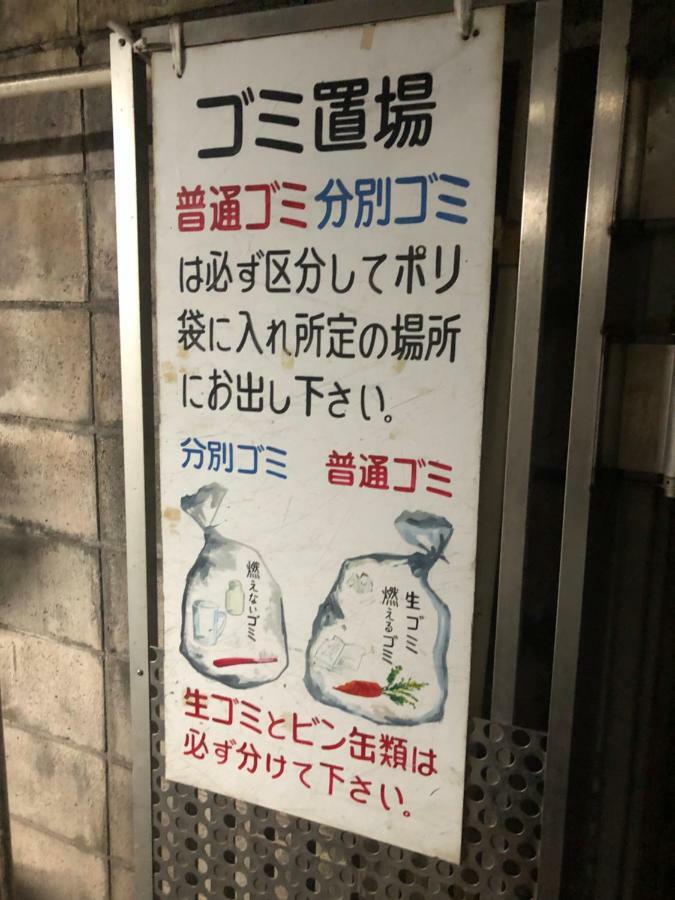 ゴミ置場
普通ゴミ 分別ゴミ
は必ず区分してポリ
袋に入れ所定の場所
にお出し下さい。
分別ゴミ 普通ゴミ
燃えないゴミ
生ゴミ
燃えるゴミ
生ゴミとビン缶類は
必ず分けて下さい。